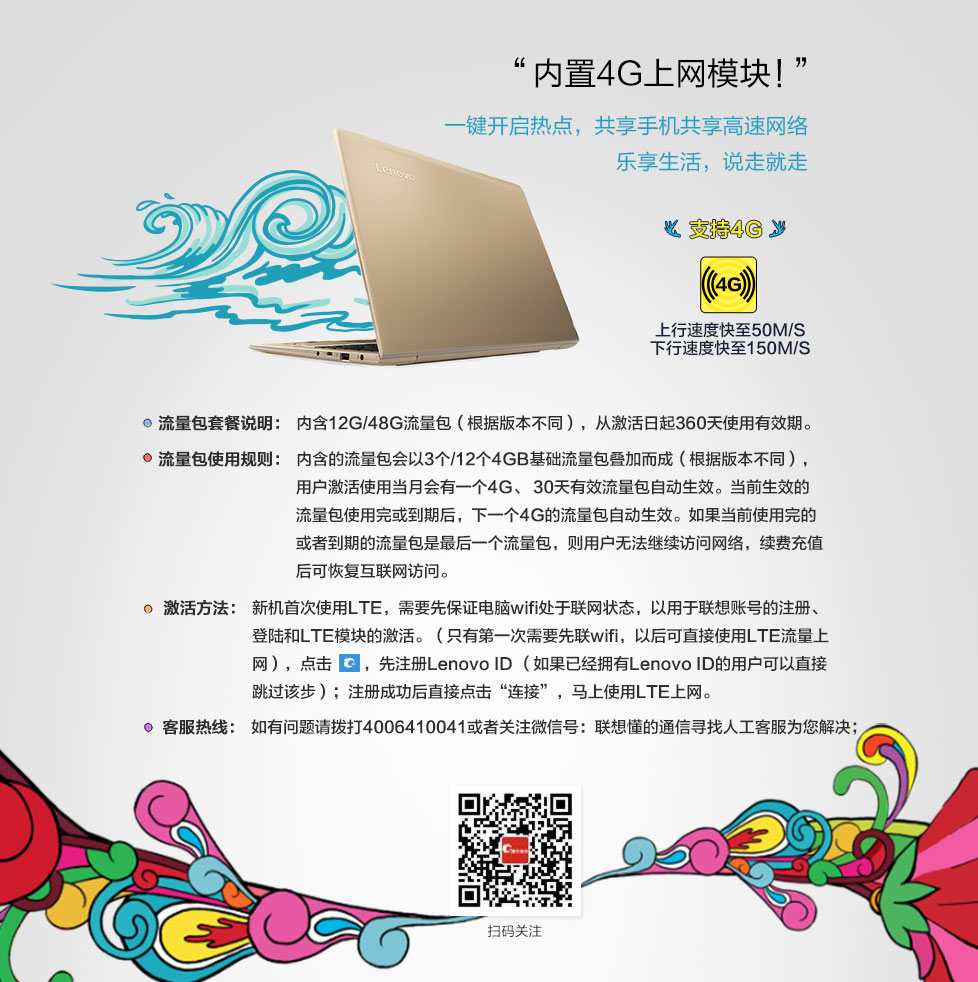 “内置4G上网模块！”
一键开启热点，共享手机共享高速网络
乐享生活，说走就走
Lenovo
支持4G
4G
上行速度快至50M/S
下行速度快至150M/S
流量包套餐说明： 内含12G/48G流量包（根据版本不同），从激活日起360天使用有效期。
流量包使用规则： 内含的流量包会以3个/12个4GB基础流量包叠加而成（根据版本不同），
用户激活使用当月会有一个4G、30天有效流量包自动生效。当前生效的
流量包使用完或到期后，下一个4G的流量包自动生效。如果当前使用完的
或者到期的流量包是最后一个流量包，则用户无法继续访问网络，续费充值
后可恢复互联网访问。
激活方法： 新机首次使用LTE，需要先保证电脑wifi处于联网状态，以用于联想账号的注册、
登陆和LTE模块的激活。（只有第一次需要先联wifi，以后可直接使用LTE流量上
网），点击 ，先注册Lenovo ID（如果已经拥有Lenovo ID的用户可以直接
跳过该步）；注册成功后直接点击“连接”，马上使用LTE上网。
客服热线： 如有问题请拨打4006410041或者关注微信号：联想懂的通信寻找人工客服为您解决；
扫码关注